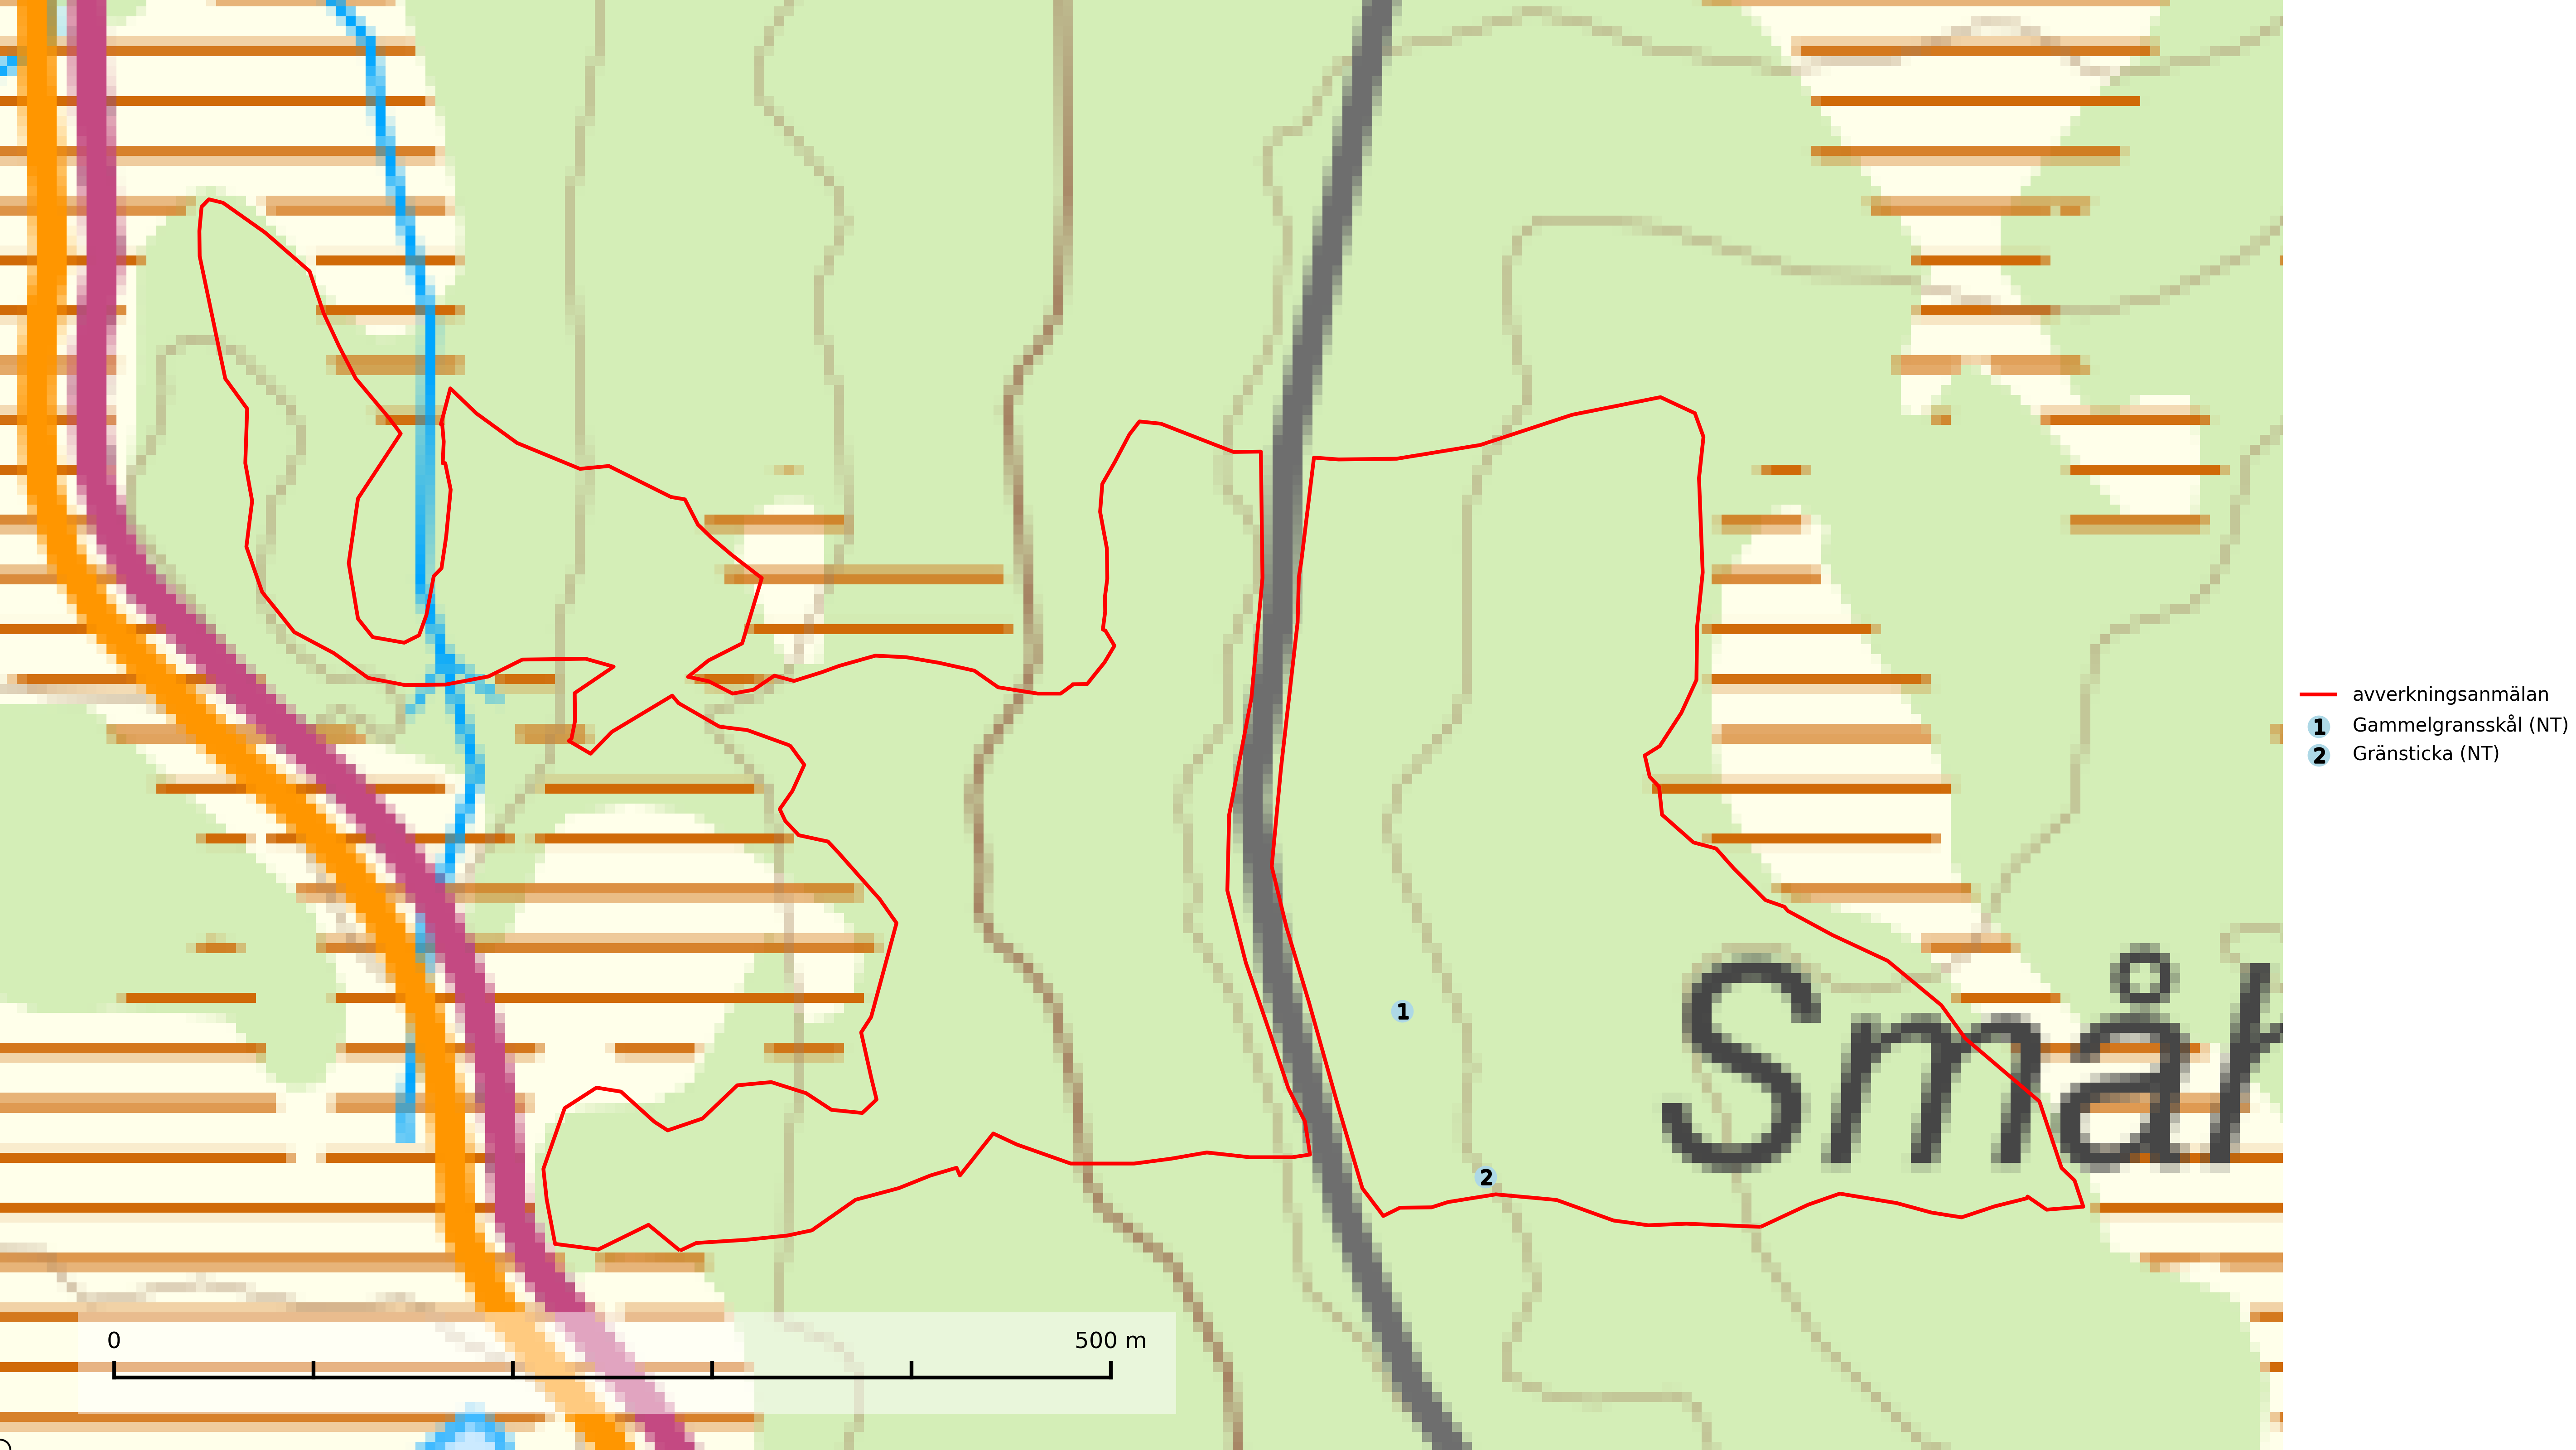 avverkningsanmälan
1 Gammelgransskål (NT)
2 Gränsticka (NT)
1
2
0 500 m